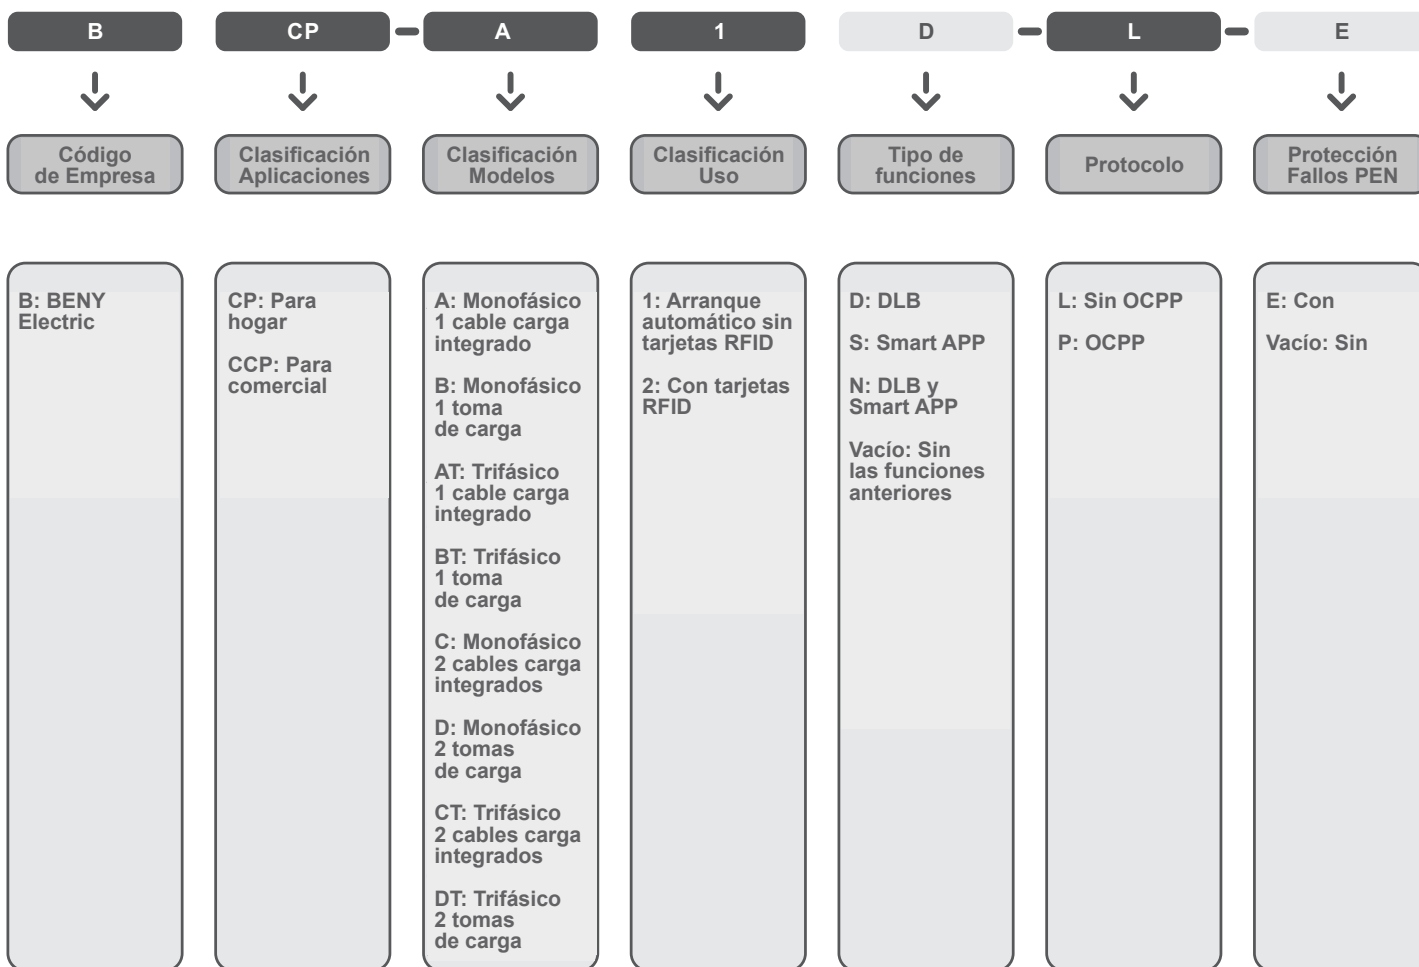 B
CP
A
1
D
L
E
Código
de Empresa
Clasificación
Aplicaciones
Clasificación
Modelos
Clasificación
Uso
Tipo de
funciones
Protocolo
Protección
Fallos PEN
B: BENY
Electric
CP: Para
hogar
CCP: Para
comercial
A: Monofásico
1 cable carga
integrado
B: Monofásico
1 toma
de carga
AT: Trifásico
1 cable carga
integrado
BT: Trifásico
1 toma
de carga
C: Monofásico
2 cables carga
integrados
D: Monofásico
2 tomas
de carga
CT: Trifásico
2 cables carga
integrados
DT: Trifásico
2 tomas
de carga
1: Arranque
automático sin
tarjetas RFID
2: Con tarjetas
RFID
D: DLB
S: Smart APP
N: DLB y
Smart APP
Vacío: Sin
las funciones
anteriores
L: Sin OCPP
P: OCPP
E: Con
Vacío: Sin